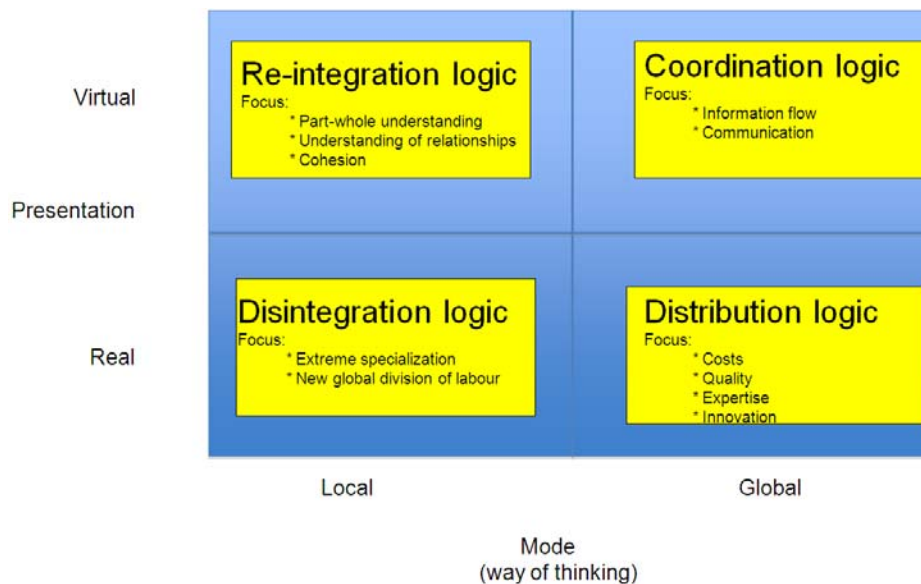 Virtual
Re-integration logic
Focus:
* Part-whole understanding
* Understanding of relationships
* Cohesion
Coordination logic
Focus:
* Information flow
* Communication
Presentation
Real
Disintegration logic
Focus:
* Extreme specialization
* New global division of labour
Distribution logic
Focus:
* Costs
* Quality
* Expertise
* Innovation
Local
Global
Mode
(way of thinking)